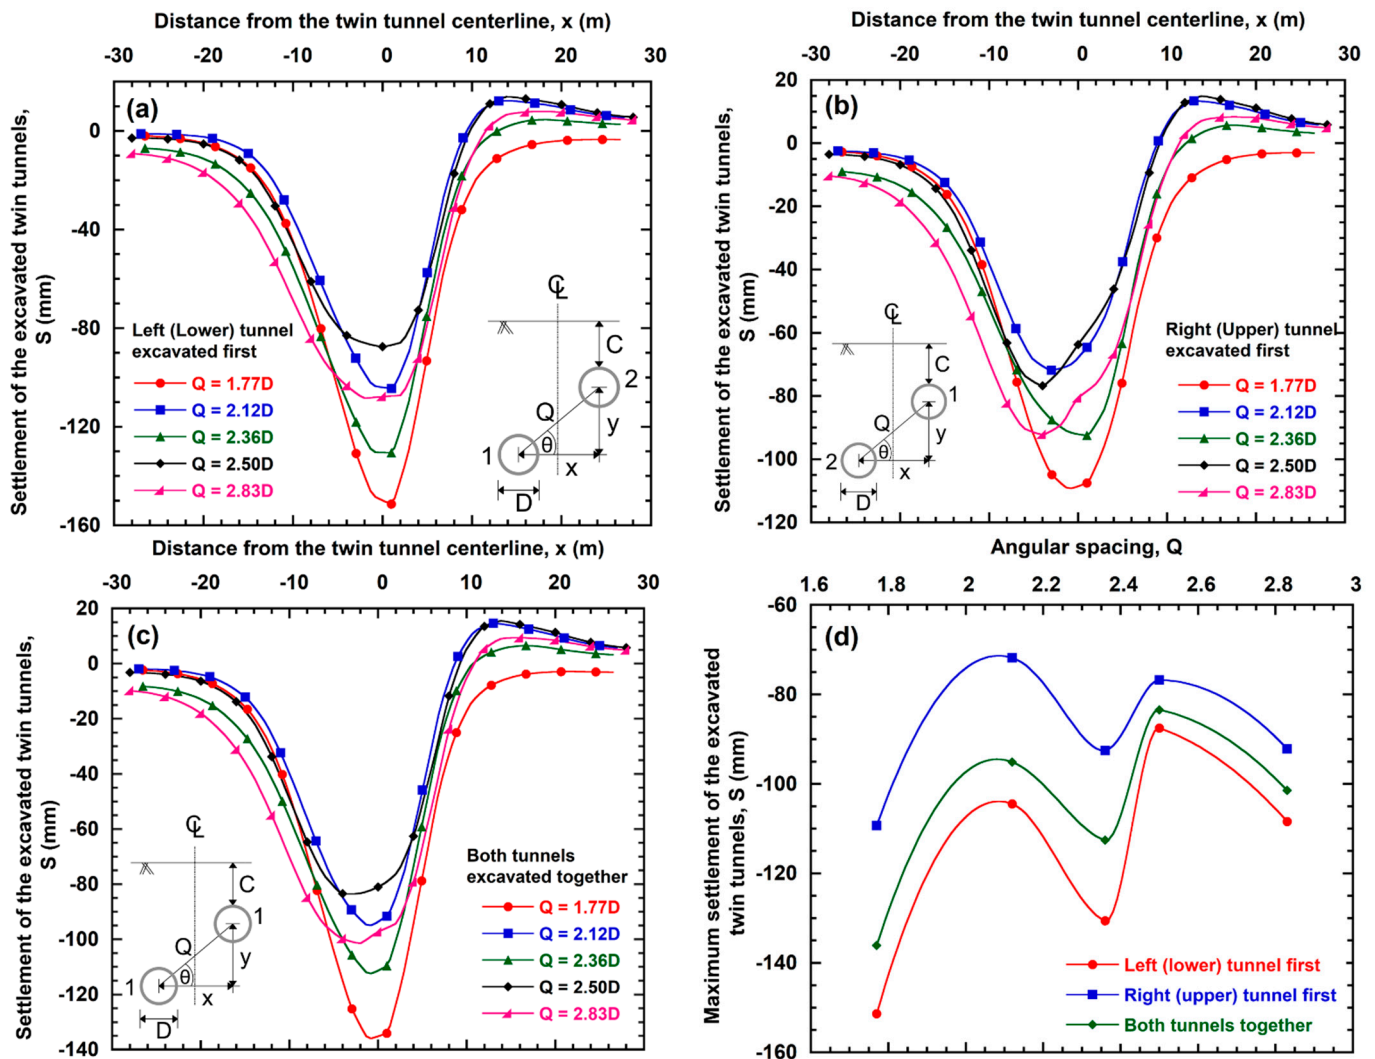 Distance from the twin tunnel centerline, x (m)
-30 -20 -10 0 10 20 30
20
0
-40
-80
-120
-160
Settlement of the excavated twin tunnels,
S (mm)
(a)
Left (Lower) tunnel
excavated first
Q = 1.77D
Q = 2.12D
Q = 2.36D
Q = 2.50D
Q = 2.83D
℄
C
2
Q
y
θ
1
x
D
Distance from the twin tunnel centerline, x (m)
-30 -20 -10 0 10 20 30
20
0
-20
-40
-60
-80
-100
-120
Settlement of the excavated twin tunnels,
S (mm)
(b)
Right (Upper) tunnel
excavated first
Q = 1.77D
Q = 2.12D
Q = 2.36D
Q = 2.50D
Q = 2.83D
℄
C
1
Q
y
θ
2
x
D
Distance from the twin tunnel centerline, x (m)
-30 -20 -10 0 10 20 30
20
0
-20
-40
-60
-80
-100
-120
-140
Settlement of the excavated twin tunnels,
S (mm)
(c)
Both tunnels
excavated together
Q = 1.77D
Q = 2.12D
Q = 2.36D
Q = 2.50D
Q = 2.83D
℄
C
1
Q
y
θ
1
x
D
Angular spacing, Q
1.6 1.8 2 2.2 2.4 2.6 2.8 3
-60
-80
-100
-120
-140
-160
Maximum settlement of the excavated
twin tunnels, S (mm)
(d)
Left (lower) tunnel first
Right (upper) tunnel first
Both tunnels together